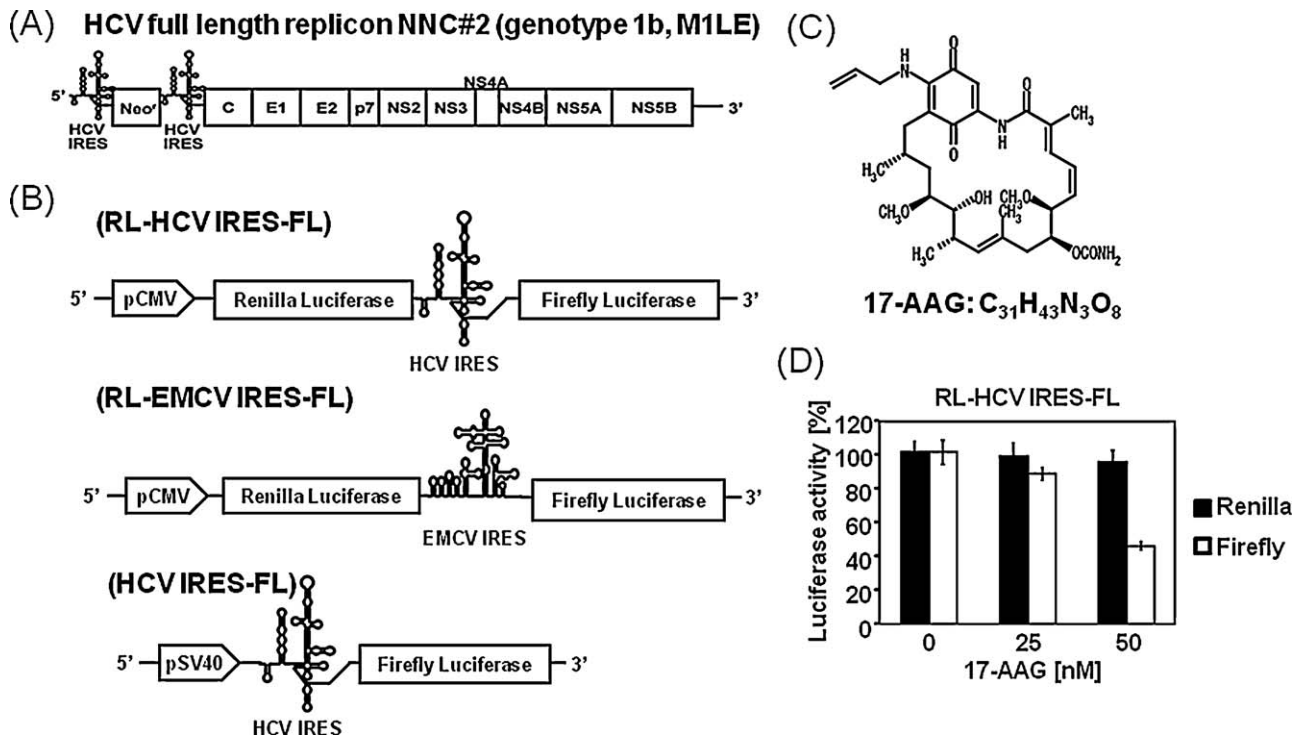 (A) HCV full length replicon NNC#2 (genotype 1b, M1LE)
NS4A
5' Neoʳ C E1 E2 p7 NS2 NS3 NS4B NS5A NS5B 3'
HCV IRES HCV IRES
(B)
(RL-HCV IRES-FL)
5' pCMV Renilla Luciferase Firefly Luciferase 3'
HCV IRES
(RL-EMCV IRES-FL)
5' pCMV Renilla Luciferase Firefly Luciferase 3'
EMCV IRES
(HCV IRES-FL)
5' pSV40 Firefly Luciferase 3'
HCV IRES
(C)
O
H
N
O
O
N
H
CH₃
O
H₃C
H₃CO
OH
CH₃
H₃CO
H₃C
OCONH₂
17-AAG: C₃₁H₄₃N₃O₈
(D)
RL-HCV IRES-FL
Luciferase activity [%]
120
100
80
60
40
20
0
0 25 50
17-AAG [nM]
Renilla
Firefly